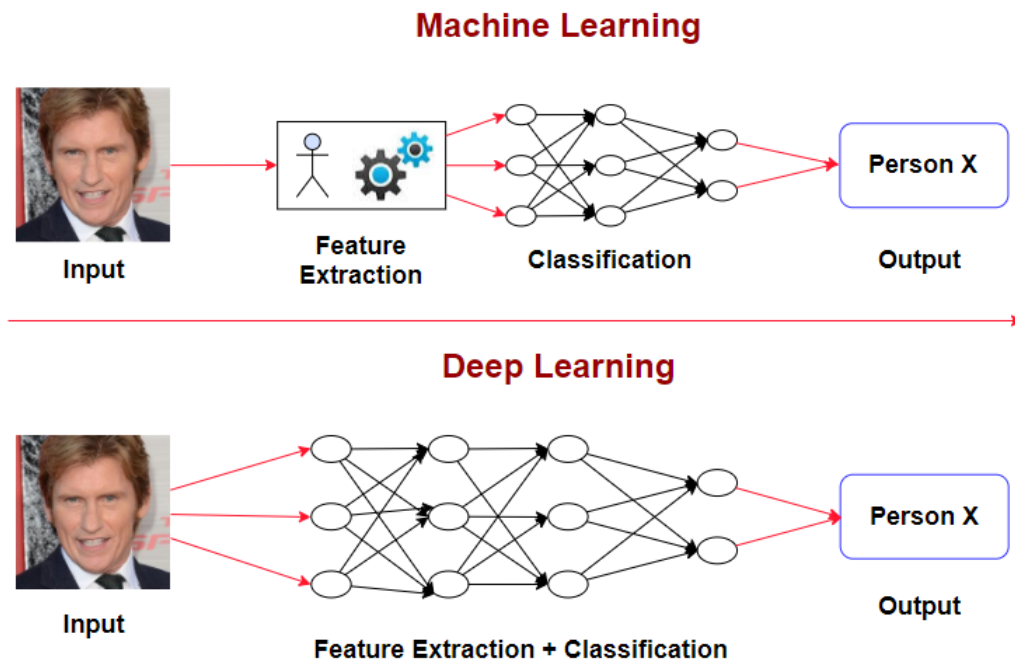 Machine Learning
Person X
Input
Feature
Extraction
Classification
Output
Deep Learning
Person X
Input
Output
Feature Extraction + Classification